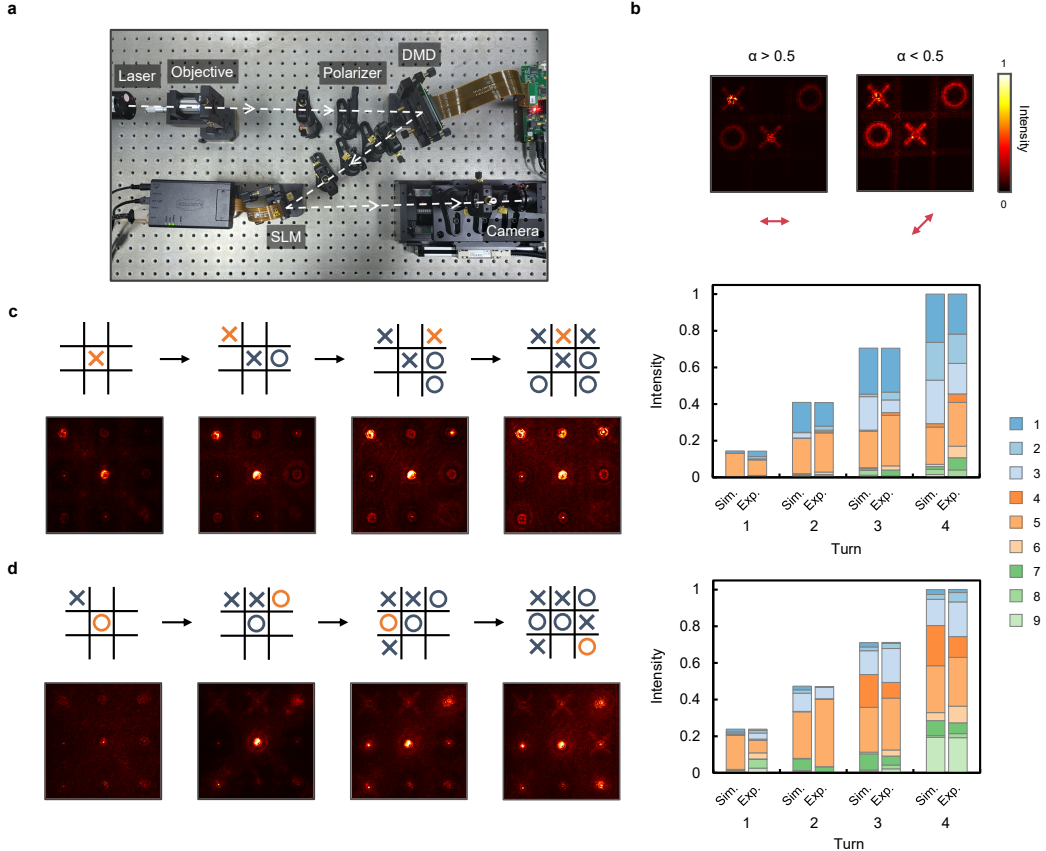 a
Laser
Objective
Polarizer
DMD
SLM
Camera
b
α > 0.5
α < 0.5
1
Intensity
0
c
1
0.8
0.6
0.4
0.2
0
Intensity
Sim. Exp. Sim. Exp. Sim. Exp. Sim. Exp.
1 2 3 4
Turn
1
2
3
4
5
6
7
8
9
d
1
0.8
0.6
0.4
0.2
0
Intensity
Sim. Exp. Sim. Exp. Sim. Exp. Sim. Exp.
1 2 3 4
Turn